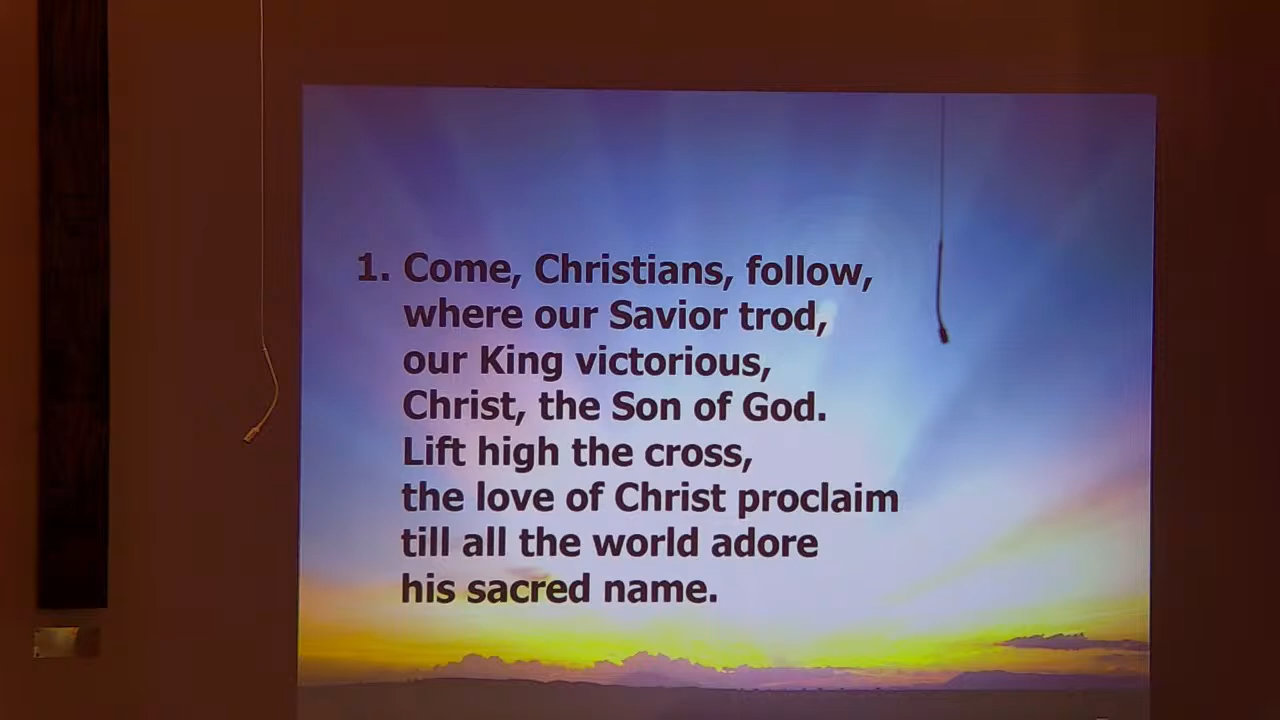 1. Come, Christians, follow,
where our Savior trod,
our King victorious,
Christ, the Son of God.
Lift high the cross,
the love of Christ proclaim
till all the world adore
his sacred name.